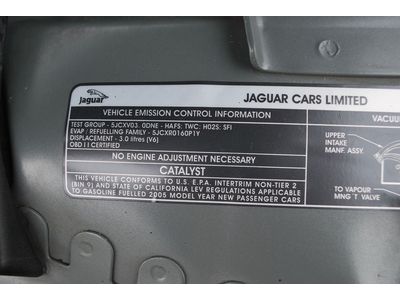 JAGUAR
JAGUAR CARS LIMITED
VEHICLE EMISSION CONTROL INFORMATION
TEST GROUP - 5JCXV03. 0DNE - HAFS: TWC: HO2S: SFI
EVAP / REFUELLING FAMILY - 5JCXR0160P1Y
DISPLACEMENT - 3.0 litres (V6)
OBD II CERTIFIED
NO ENGINE ADJUSTMENT NECESSARY
CATALYST
THIS VEHICLE CONFORMS TO U.S. E.P.A. INTERTRIM NON-TIER 2
(BIN 9) AND STATE OF CALIFORNIA LEV REGULATIONS APPLICABLE
TO GASOLINE FUELLED 2005 MODEL YEAR NEW PASSENGER CARS
VACUU
UPPER
INTAKE
MANF. ASSY
TO VAPOUR
MNG`T VALVE